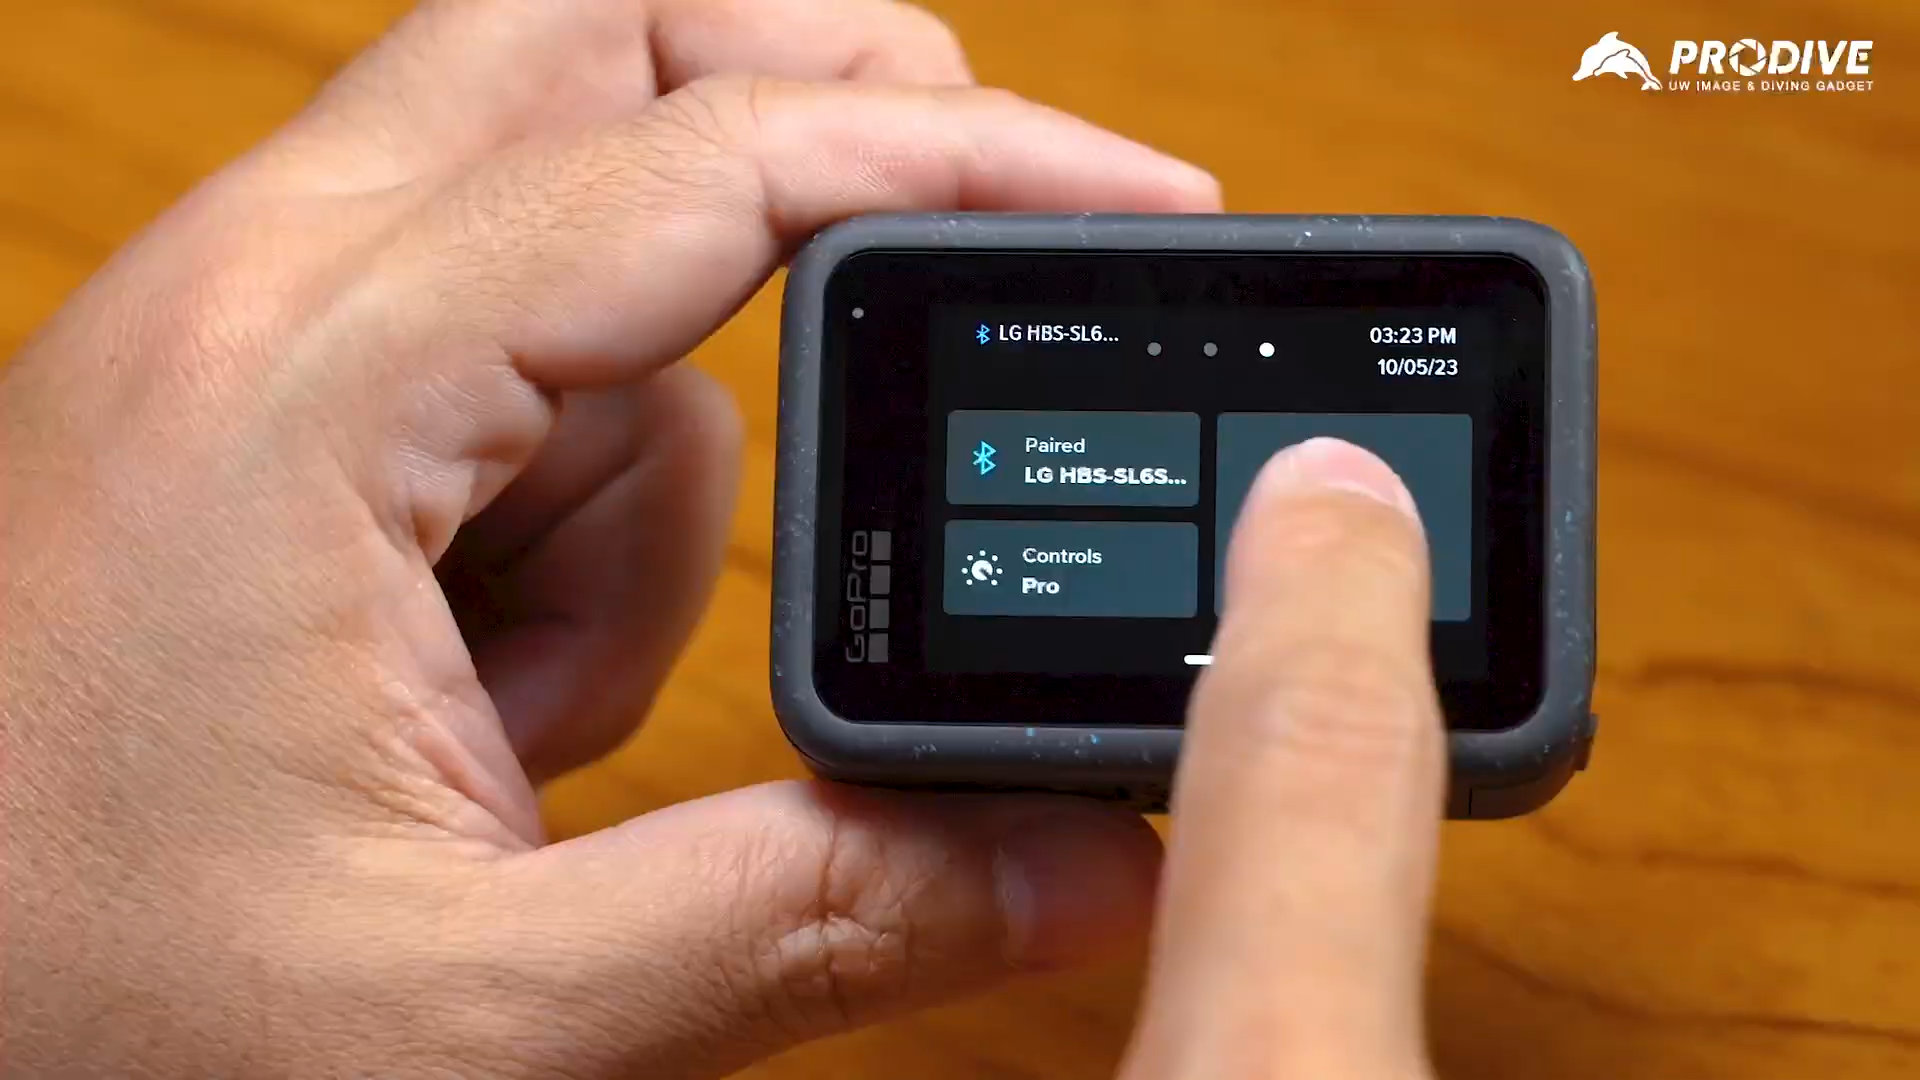 PRODIVE
UW IMAGE & DIVING GADGET
LG HBS-SL6...
03:23 PM
10/05/23
Paired
LG HBS-SL6S...
Controls
Pro
GoPro